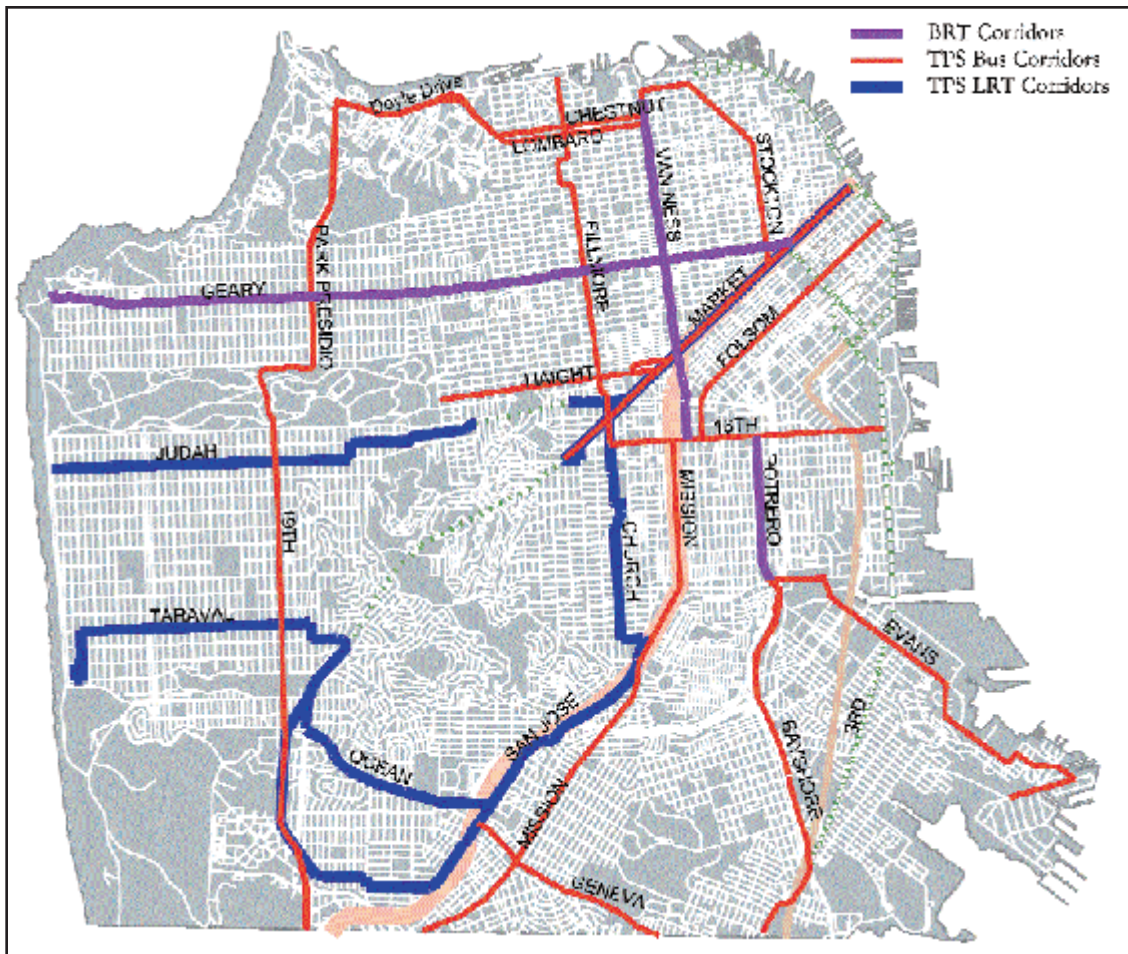 BRT Corridors
TPS Bus Corridors
TPS LRT Corridors
Doyle Drive
CHESTNUT
LOMBARD
STOCKTON
VAN NESS
FILLMORE
PARK PRESIDIO
GEARY
MARKET
FOLSOM
HAIGHT
16TH
JUDAH
MISSION
POTRERO
19TH
CHURCH
TARAVAL
EVANS
SAN JOSE
3RD
OCEAN
BAYSHORE
MISSION
GENEVA